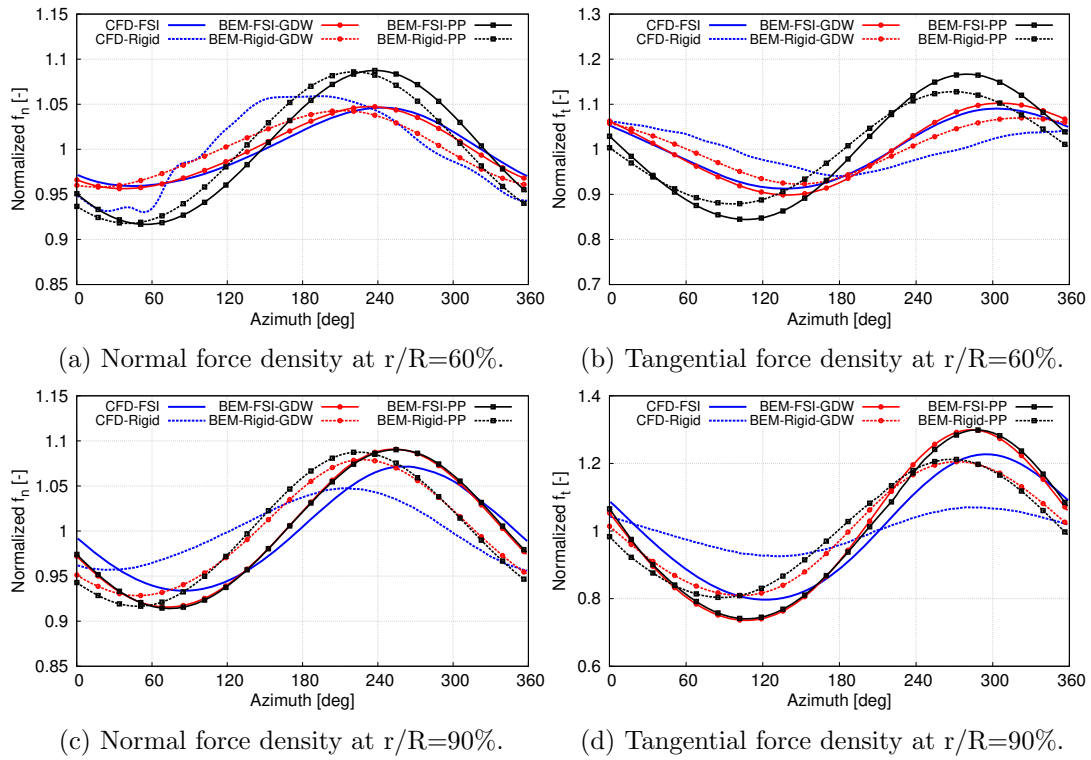 CFD-FSI BEM-FSI-GDW BEM-FSI-PP
CFD-Rigid BEM-Rigid-GDW BEM-Rigid-PP
Normalized fn [-]
1.15
1.1
1.05
1
0.95
0.9
0.85
0 60 120 180 240 300 360
Azimuth [deg]
(a) Normal force density at r/R=60%.
CFD-FSI BEM-FSI-GDW BEM-FSI-PP
CFD-Rigid BEM-Rigid-GDW BEM-Rigid-PP
Normalized ft [-]
1.3
1.2
1.1
1
0.9
0.8
0.7
0 60 120 180 240 300 360
Azimuth [deg]
(b) Tangential force density at r/R=60%.
CFD-FSI BEM-FSI-GDW BEM-FSI-PP
CFD-Rigid BEM-Rigid-GDW BEM-Rigid-PP
Normalized fn [-]
1.15
1.1
1.05
1
0.95
0.9
0.85
0 60 120 180 240 300 360
Azimuth [deg]
(c) Normal force density at r/R=90%.
CFD-FSI BEM-FSI-GDW BEM-FSI-PP
CFD-Rigid BEM-Rigid-GDW BEM-Rigid-PP
Normalized ft [-]
1.4
1.2
1
0.8
0.6
0 60 120 180 240 300 360
Azimuth [deg]
(d) Tangential force density at r/R=90%.